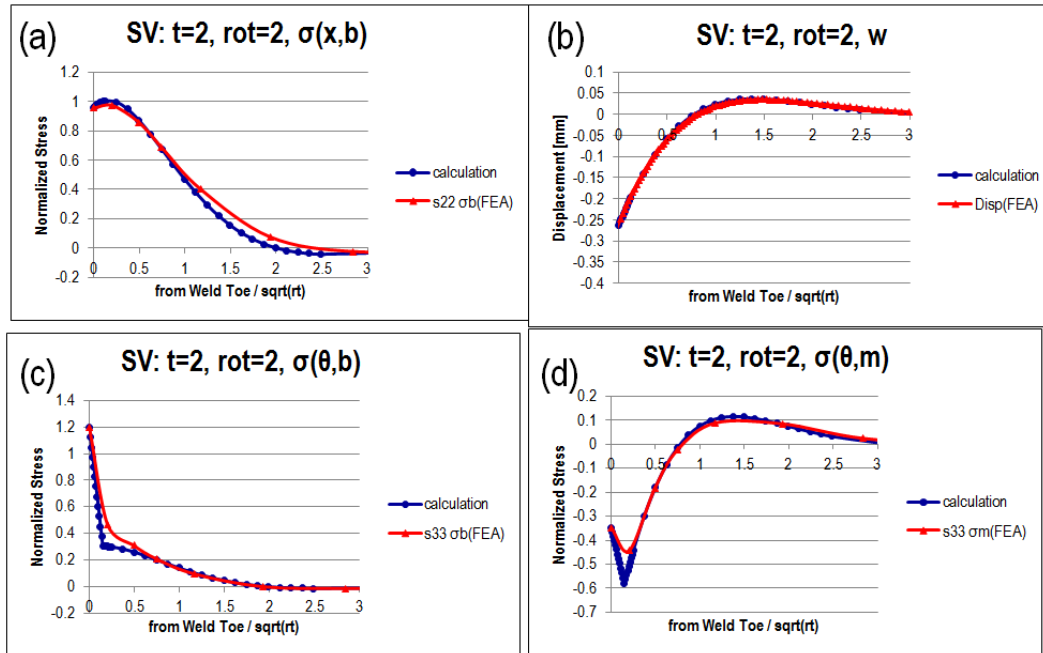 (a)
SV: t=2, rot=2, σ(x,b)
Normalized Stress
1.2
1
0.8
0.6
0.4
0.2
0
-0.2
0 0.5 1 1.5 2 2.5 3
from Weld Toe / sqrt(rt)
calculation
s22 σb(FEA)
(b)
SV: t=2, rot=2, w
Displacement [mm]
0.1
0.05
0
-0.05
-0.1
-0.15
-0.2
-0.25
-0.3
-0.35
-0.4
0 0.5 1 1.5 2 2.5 3
from Weld Toe / sqrt(rt)
calculation
Disp(FEA)
(c)
SV: t=2, rot=2, σ(θ,b)
Normalized Stress
1.4
1.2
1
0.8
0.6
0.4
0.2
0
-0.2
0 0.5 1 1.5 2 2.5 3
from Weld Toe / sqrt(rt)
calculation
s33 σb(FEA)
(d)
SV: t=2, rot=2, σ(θ,m)
Normalized Stress
0.2
0.1
0
-0.1
-0.2
-0.3
-0.4
-0.5
-0.6
-0.7
0 0.5 1 1.5 2 2.5 3
from Weld Toe / sqrt(rt)
calculation
s33 σm(FEA)